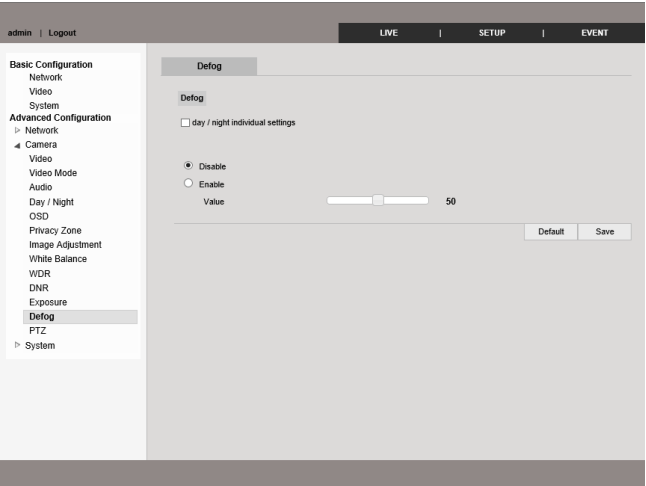 admin | Logout
LIVE | SETUP | EVENT
Basic Configuration
Network
Video
System
Advanced Configuration
Network
Camera
Video
Video Mode
Audio
Day / Night
OSD
Privacy Zone
Image Adjustment
White Balance
WDR
DNR
Exposure
Defog
PTZ
System
Defog
Defog
day / night individual settings
Disable
Enable
Value 50
Default Save